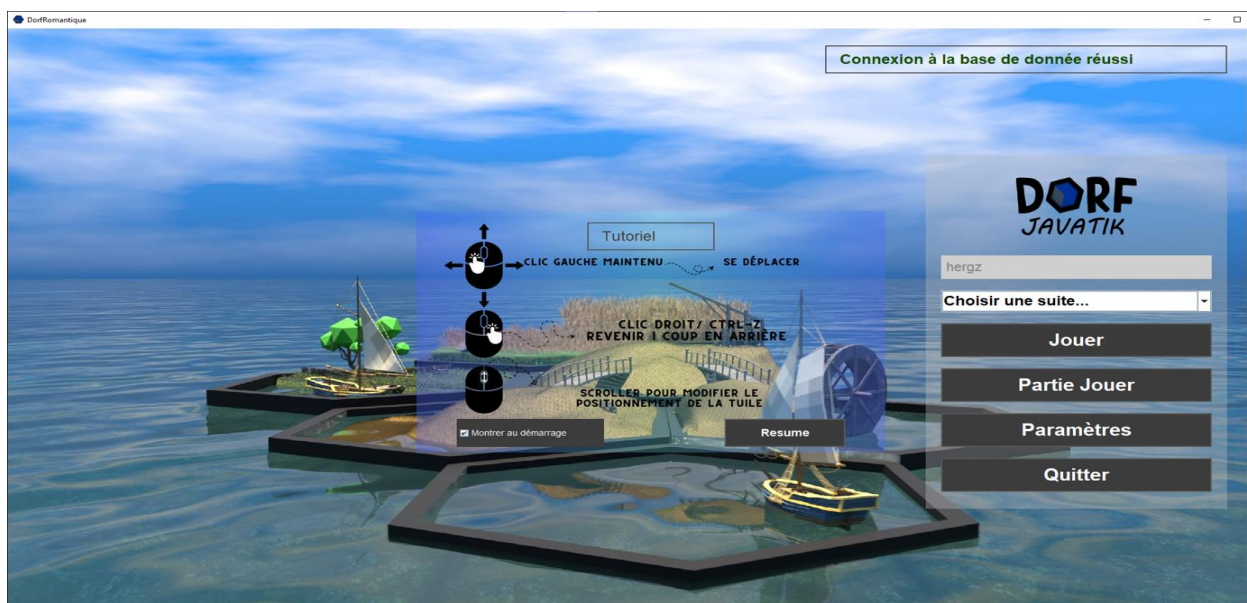 DorfRomantique
Connexion à la base de donnée réussi
DORF
JAVATIK
Tutoriel
CLIC GAUCHE MAINTENU SE DÉPLACER
CLIC DROIT/ CTRL-Z
REVENIR 1 COUP EN ARRIÈRE
SCROLLER POUR MODIFIER LE
POSITIONNEMENT DE LA TUILE
Montrer au démarrage
Resume
hergz
Choisir une suite...
Jouer
Partie Jouer
Paramètres
Quitter